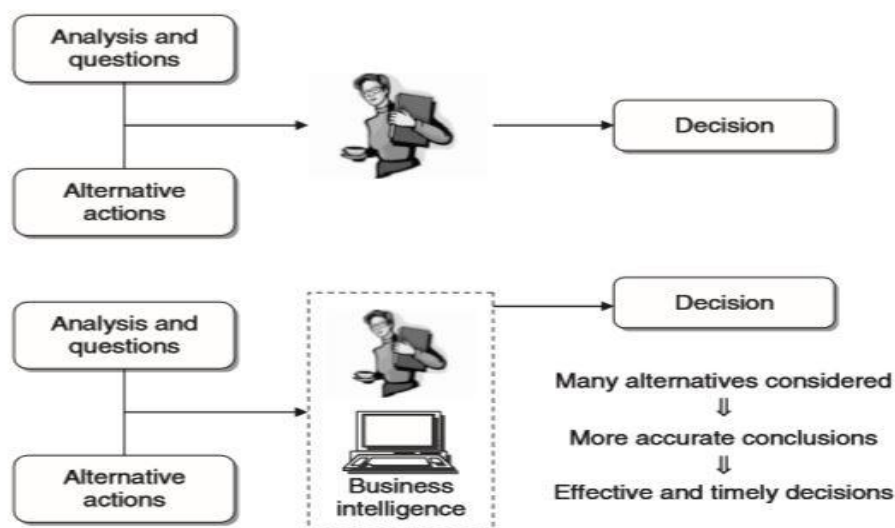 Analysis and
questions
Alternative
actions
Decision
Analysis and
questions
Alternative
actions
Business
intelligence
Decision
Many alternatives considered
⇓
More accurate conclusions
⇓
Effective and timely decisions